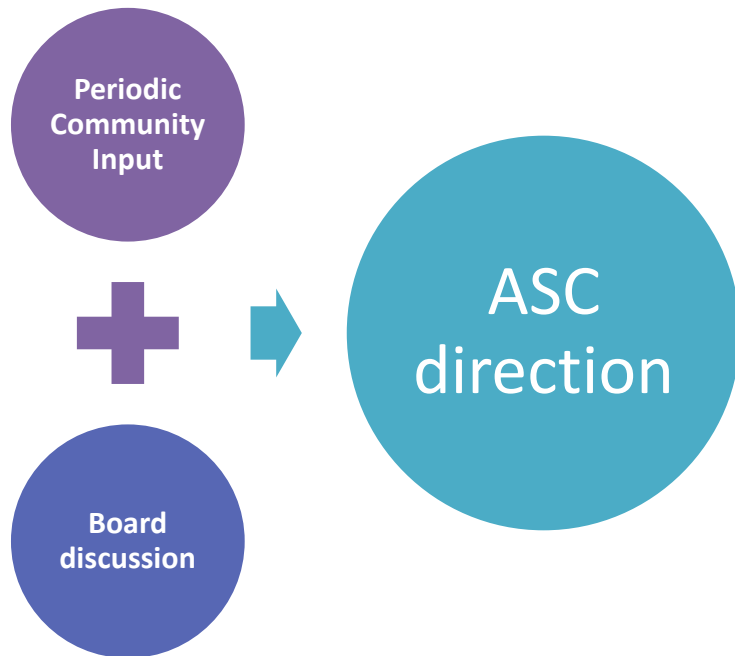 Periodic
Community
Input
Board
discussion
ASC
direction